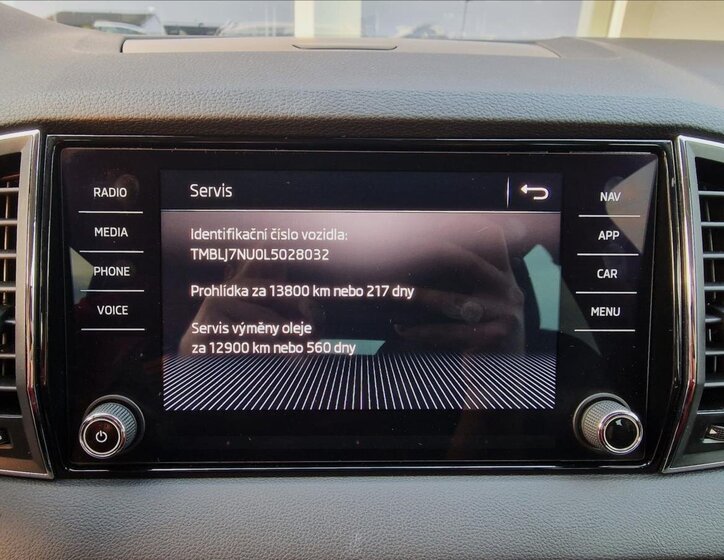 Servis
RADIO
MEDIA
PHONE
VOICE
Identifikační číslo vozidla:
TMBLJ7NU0L5028032
Prohlídka za 13800 km nebo 217 dny
Servis výměny oleje
za 12900 km nebo 560 dny
NAV
APP
CAR
MENU